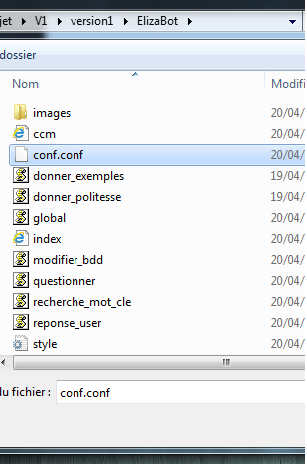 jet ▸ V1 ▸ version1 ▸ ElizaBot ▸
dossier
Nom Modifi
images 20/04/
ccm 20/04/
conf.conf 20/04/
donner_exemples 19/04/
donner_politesse 19/04/
global 20/04/
index 20/04/
modifier_bdd 20/04/
questionner 20/04/
recherche_mot_cle 20/04/
reponse_user 20/04/
style 20/04/
du fichier : conf.conf